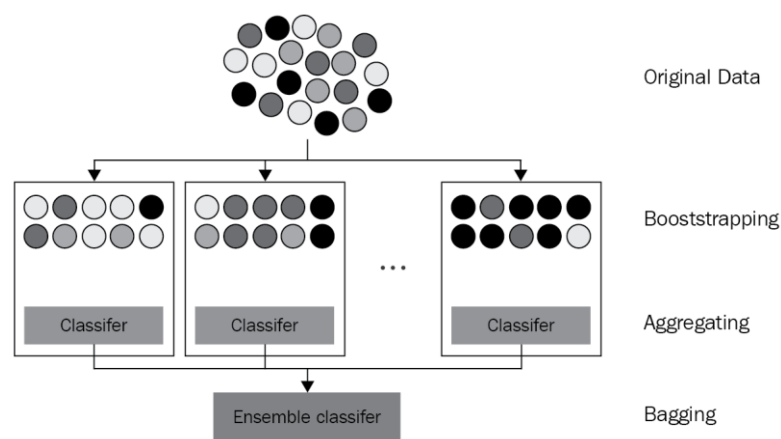 Original Data
Booststrapping
...
Classifer
Classifer
Classifer
Aggregating
Ensemble classifer
Bagging